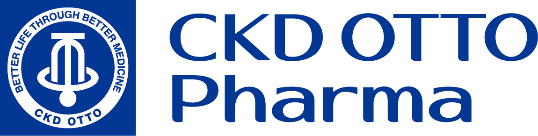 BETTER LIFE THROUGH BETTER MEDICINE
CKD OTTO
CKD OTTO
Pharma